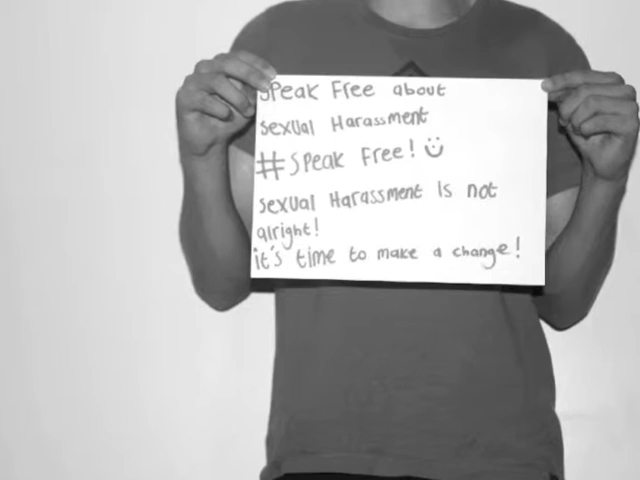 Speak Free about
sexual Harassment
#Speak Free! ☺
sexual Harassment is not
alright!
it's time to make a change!